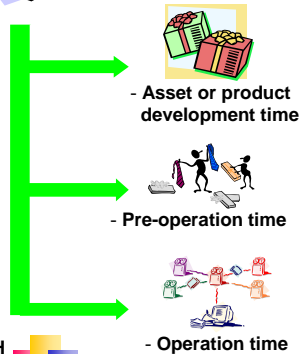 - Asset or product
development time
- Pre-operation time
- Operation time